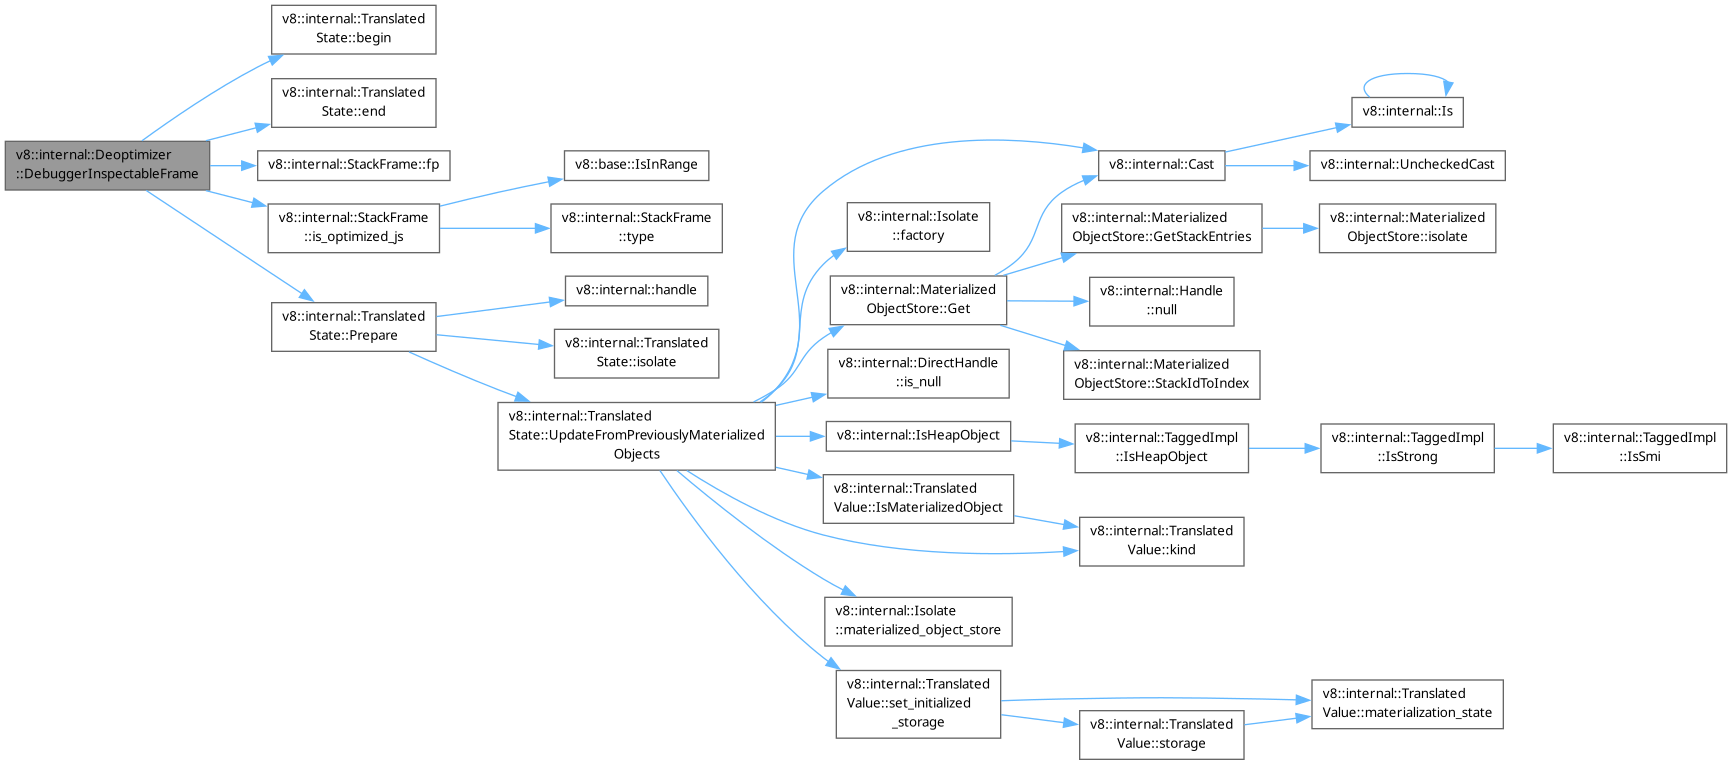 v8::internal::Deoptimizer
::DebuggerInspectableFrame
v8::internal::Translated
State::begin
v8::internal::Translated
State::end
v8::internal::StackFrame::fp
v8::internal::StackFrame
::is_optimized_js
v8::internal::Translated
State::Prepare
v8::base::IsInRange
v8::internal::StackFrame
::type
v8::internal::handle
v8::internal::Translated
State::isolate
v8::internal::Translated
State::UpdateFromPreviouslyMaterialized
Objects
v8::internal::Isolate
::factory
v8::internal::Materialized
ObjectStore::Get
v8::internal::DirectHandle
::is_null
v8::internal::IsHeapObject
v8::internal::Translated
Value::IsMaterializedObject
v8::internal::Isolate
::materialized_object_store
v8::internal::Translated
Value::set_initialized
_storage
v8::internal::Cast
v8::internal::Materialized
ObjectStore::GetStackEntries
v8::internal::Handle
::null
v8::internal::Materialized
ObjectStore::StackIdToIndex
v8::internal::TaggedImpl
::IsHeapObject
v8::internal::Translated
Value::kind
v8::internal::Translated
Value::storage
v8::internal::Is
v8::internal::UncheckedCast
v8::internal::Materialized
ObjectStore::isolate
v8::internal::TaggedImpl
::IsStrong
v8::internal::Translated
Value::materialization_state
v8::internal::TaggedImpl
::IsSmi